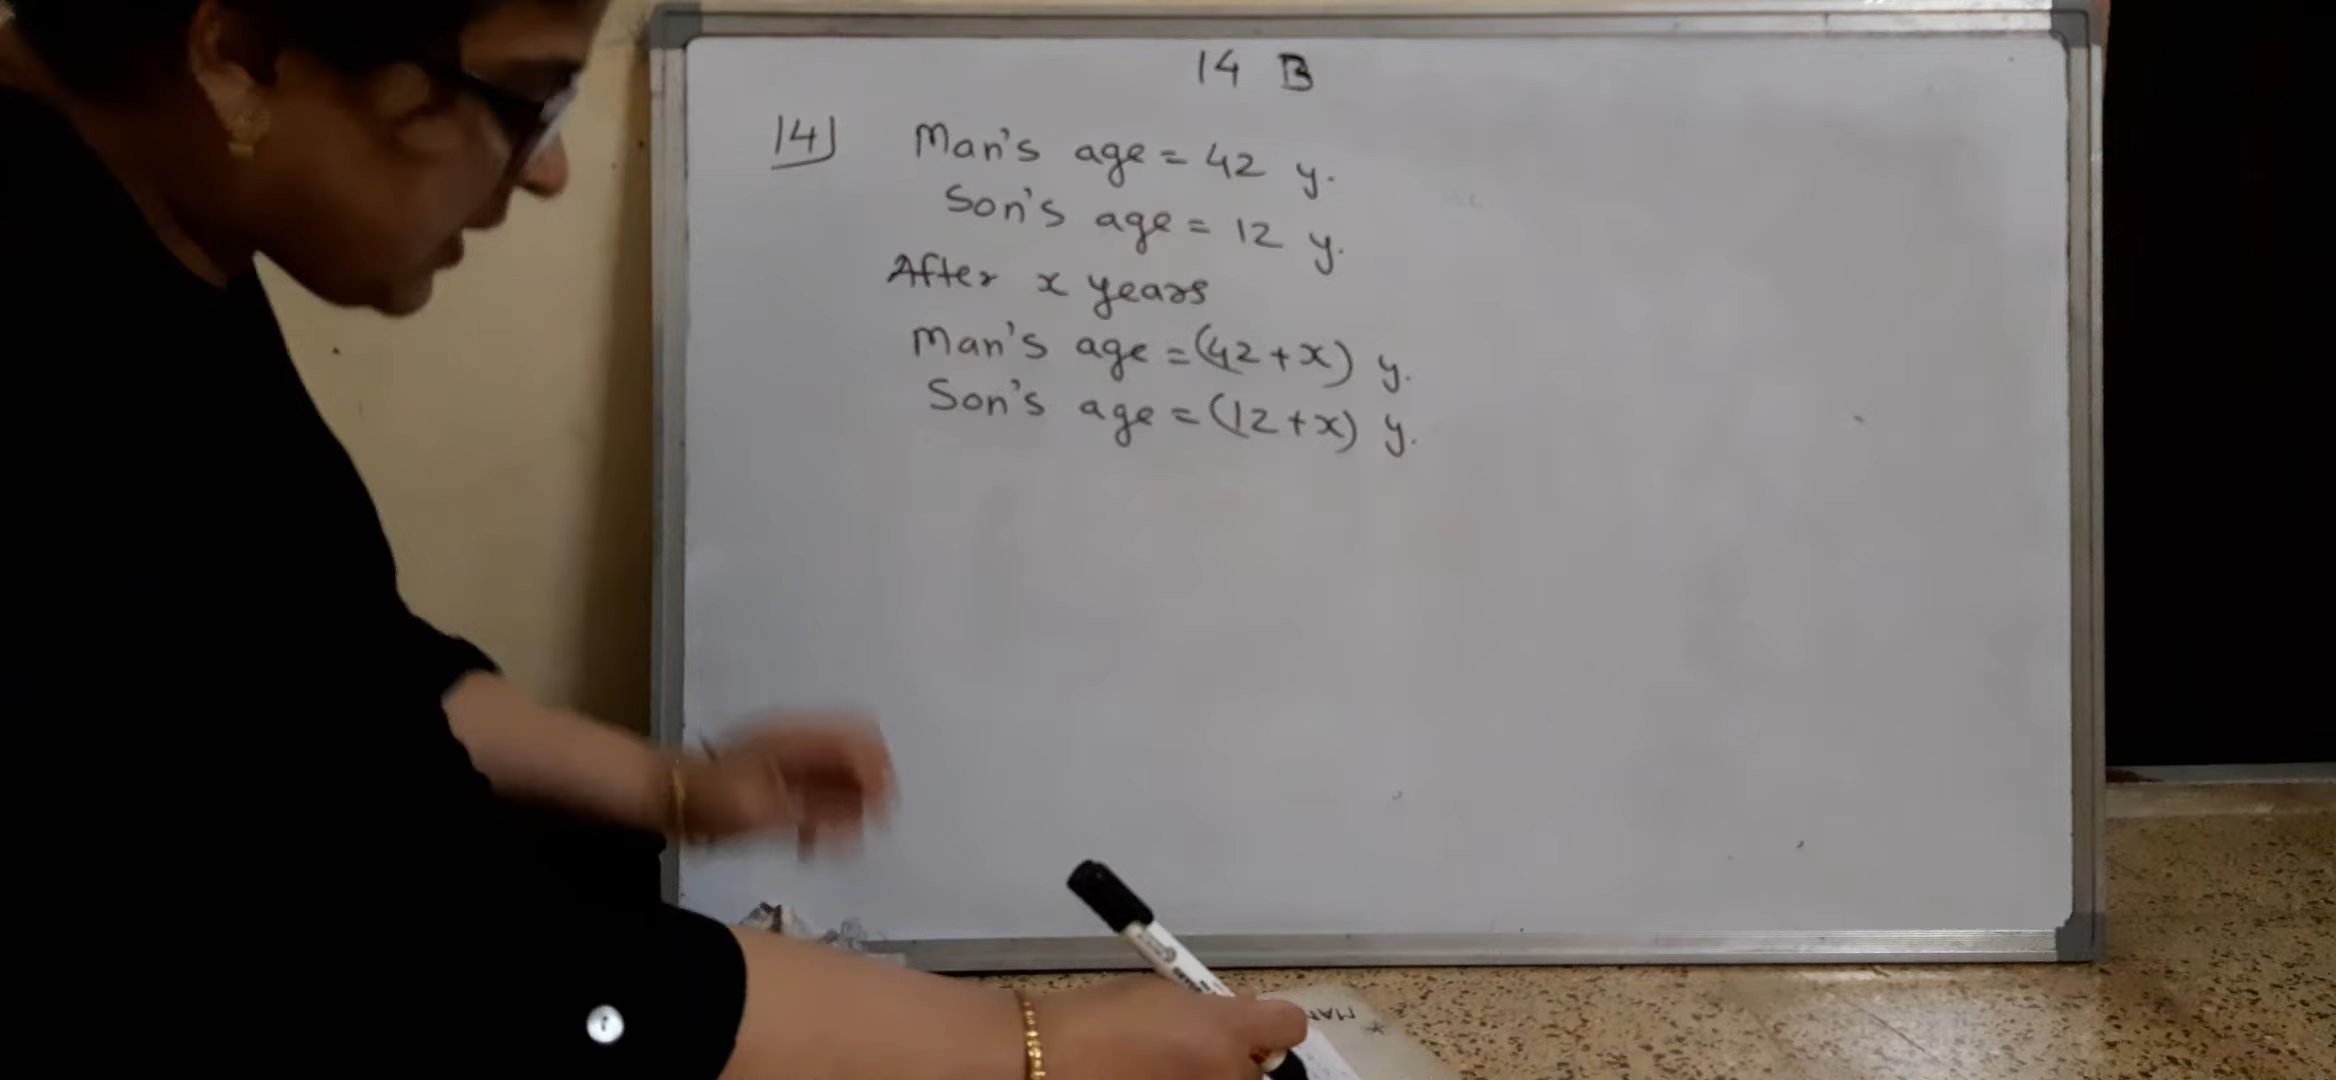 14 B
14) Man's age = 42 y.
Son's age = 12 y.
After x years
Man's age = (42 + x) y.
Son's age = (12 + x) y.